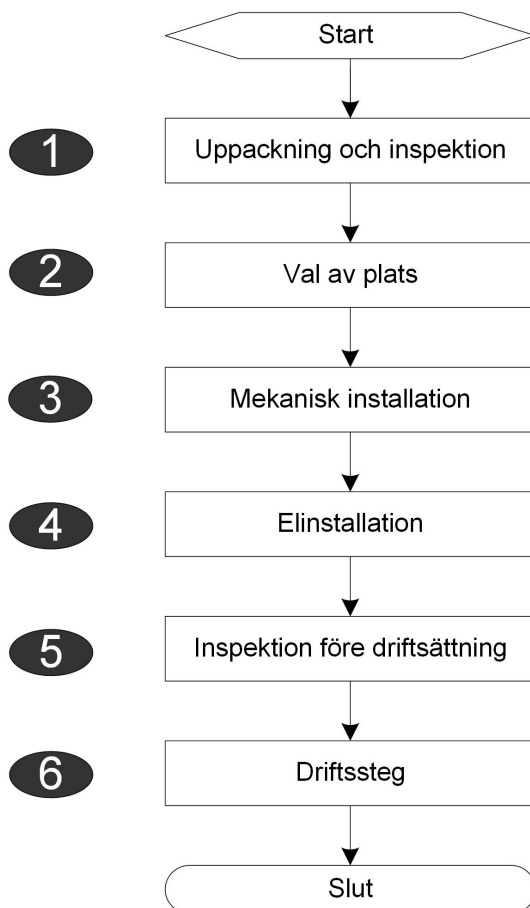 Start
1
Uppackning och inspektion
2
Val av plats
3
Mekanisk installation
4
Elinstallation
5
Inspektion före driftsättning
6
Driftssteg
Slut